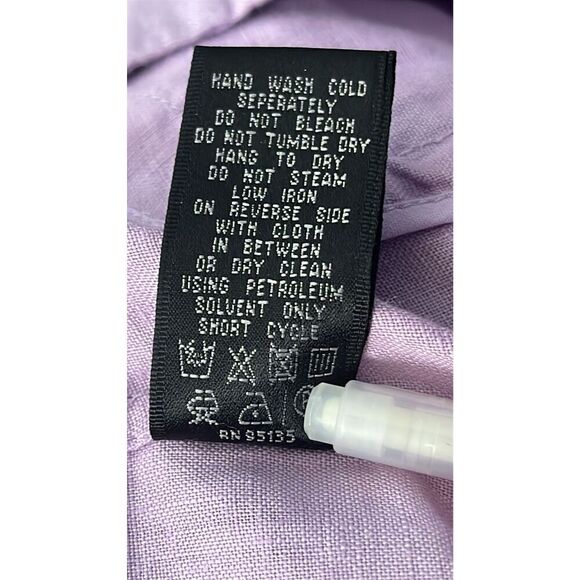 HAND WASH COLD
SEPERATELY
DO NOT BLEACH
DO NOT TUMBLE DRY
HANG TO DRY
DO NOT STEAM
LOW IRON
ON REVERSE SIDE
WITH CLOTH
IN BETWEEN
OR DRY CLEAN
USING PETROLEUM
SOLVENT ONLY
SHORT CYCLE
RN 95135